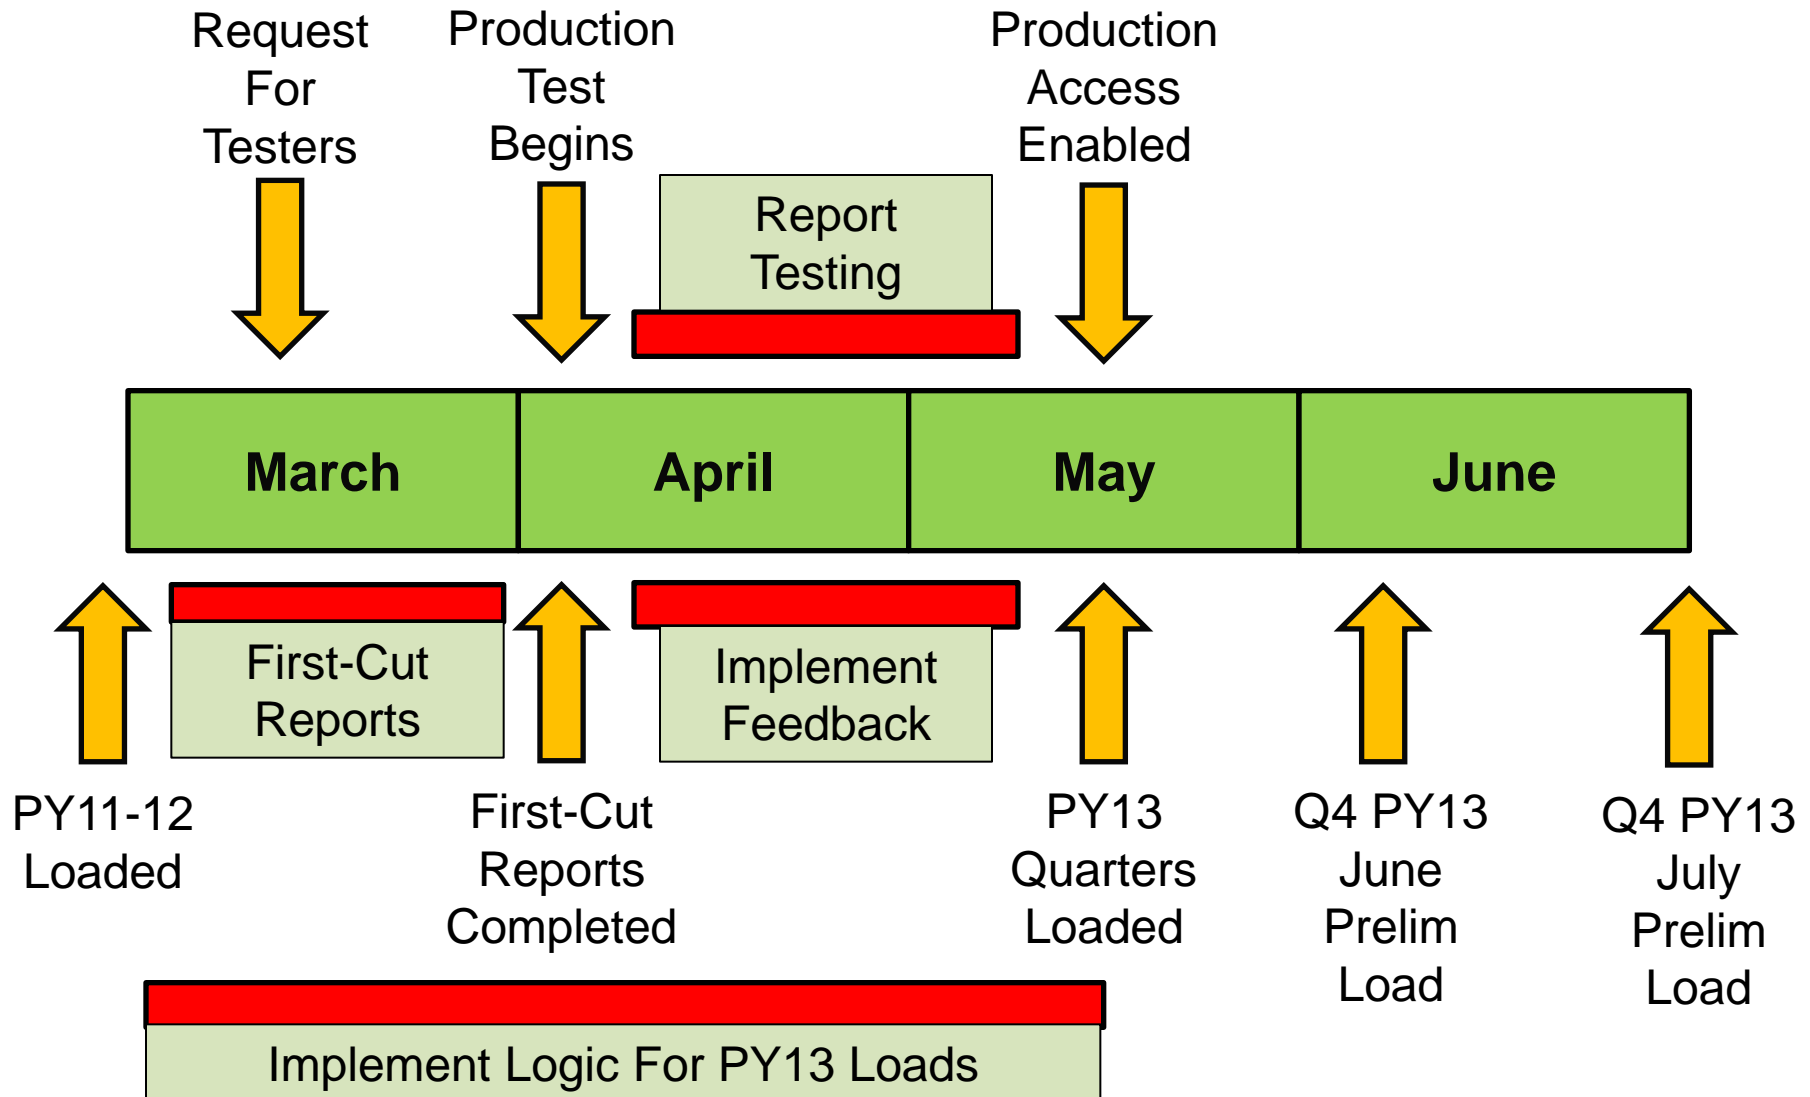 Request
For
Testers
Production
Test
Begins
Production
Access
Enabled
Report
Testing
March
April
May
June
First-Cut
Reports
Implement
Feedback
PY11-12
Loaded
First-Cut
Reports
Completed
PY13
Quarters
Loaded
Q4 PY13
June
Prelim
Load
Q4 PY13
July
Prelim
Load
Implement Logic For PY13 Loads